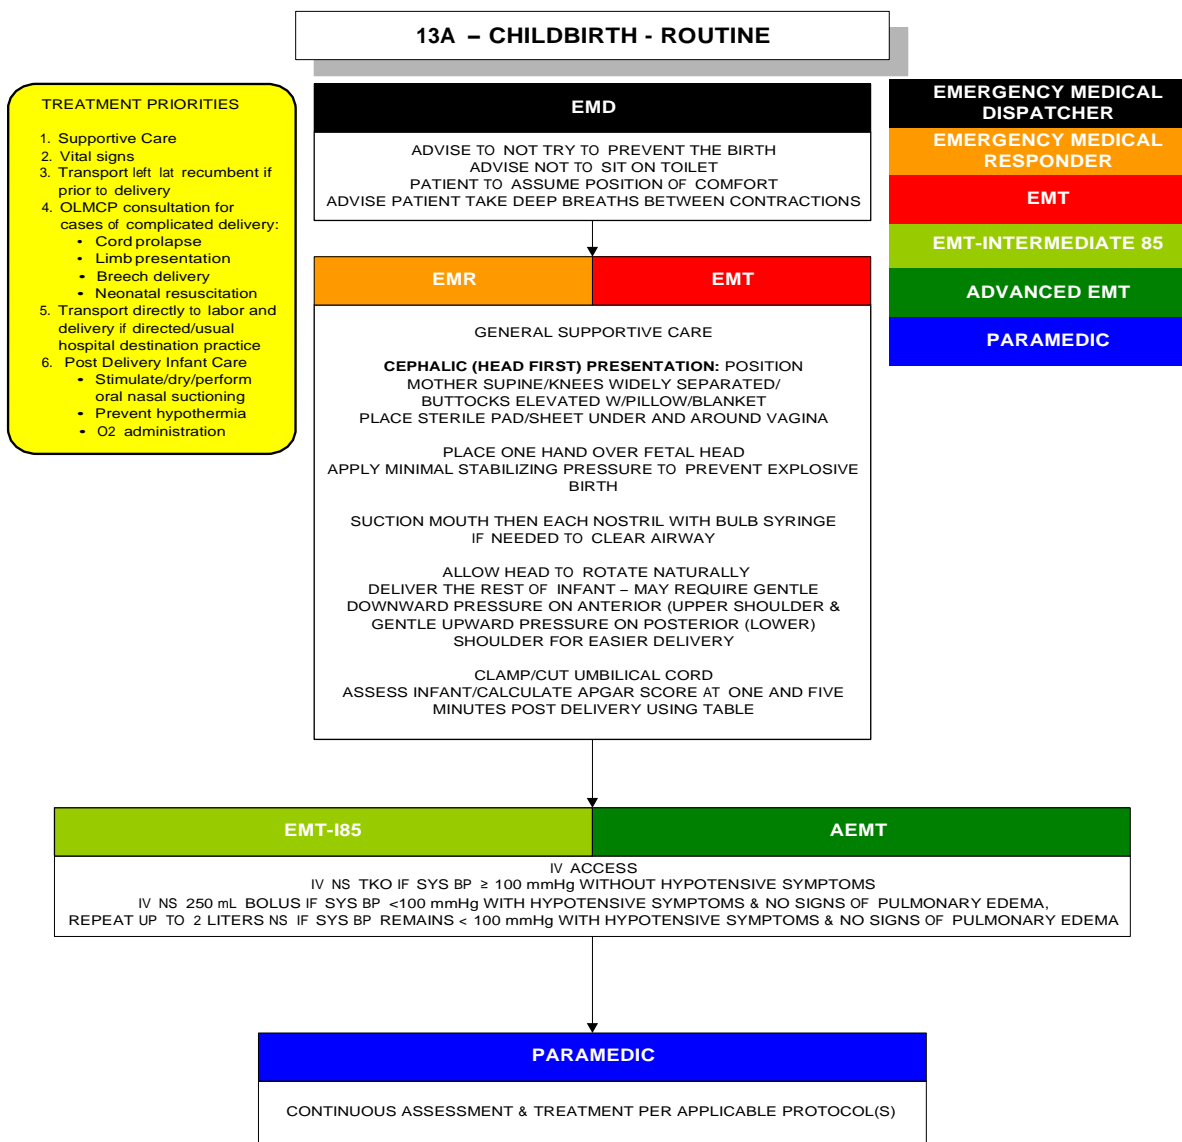 13A – CHILDBIRTH - ROUTINE
TREATMENT PRIORITIES
1. Supportive Care
2. Vital signs
3. Transport left lat recumbent if
prior to delivery
4. OLMCP consultation for
cases of complicated delivery:
• Cord prolapse
• Limb presentation
• Breech delivery
• Neonatal resuscitation
5. Transport directly to labor and
delivery if directed/usual
hospital destination practice
6. Post Delivery Infant Care
• Stimulate/dry/perform
oral nasal suctioning
• Prevent hypothermia
• O2 administration
EMD
ADVISE TO NOT TRY TO PREVENT THE BIRTH
ADVISE NOT TO SIT ON TOILET
PATIENT TO ASSUME POSITION OF COMFORT
ADVISE PATIENT TAKE DEEP BREATHS BETWEEN CONTRACTIONS
EMERGENCY MEDICAL
DISPATCHER
EMERGENCY MEDICAL
RESPONDER
EMT
EMT-INTERMEDIATE 85
ADVANCED EMT
PARAMEDIC
EMR
EMT
GENERAL SUPPORTIVE CARE
CEPHALIC (HEAD FIRST) PRESENTATION: POSITION
MOTHER SUPINE/KNEES WIDELY SEPARATED/
BUTTOCKS ELEVATED W/PILLOW/BLANKET
PLACE STERILE PAD/SHEET UNDER AND AROUND VAGINA
PLACE ONE HAND OVER FETAL HEAD
APPLY MINIMAL STABILIZING PRESSURE TO PREVENT EXPLOSIVE
BIRTH
SUCTION MOUTH THEN EACH NOSTRIL WITH BULB SYRINGE
IF NEEDED TO CLEAR AIRWAY
ALLOW HEAD TO ROTATE NATURALLY
DELIVER THE REST OF INFANT – MAY REQUIRE GENTLE
DOWNWARD PRESSURE ON ANTERIOR (UPPER SHOULDER &
GENTLE UPWARD PRESSURE ON POSTERIOR (LOWER)
SHOULDER FOR EASIER DELIVERY
CLAMP/CUT UMBILICAL CORD
ASSESS INFANT/CALCULATE APGAR SCORE AT ONE AND FIVE
MINUTES POST DELIVERY USING TABLE
EMT-I85
AEMT
IV ACCESS
IV NS TKO IF SYS BP ≥ 100 mmHg WITHOUT HYPOTENSIVE SYMPTOMS
IV NS 250 mL BOLUS IF SYS BP <100 mmHg WITH HYPOTENSIVE SYMPTOMS & NO SIGNS OF PULMONARY EDEMA,
REPEAT UP TO 2 LITERS NS IF SYS BP REMAINS < 100 mmHg WITH HYPOTENSIVE SYMPTOMS & NO SIGNS OF PULMONARY EDEMA
PARAMEDIC
CONTINUOUS ASSESSMENT & TREATMENT PER APPLICABLE PROTOCOL(S)